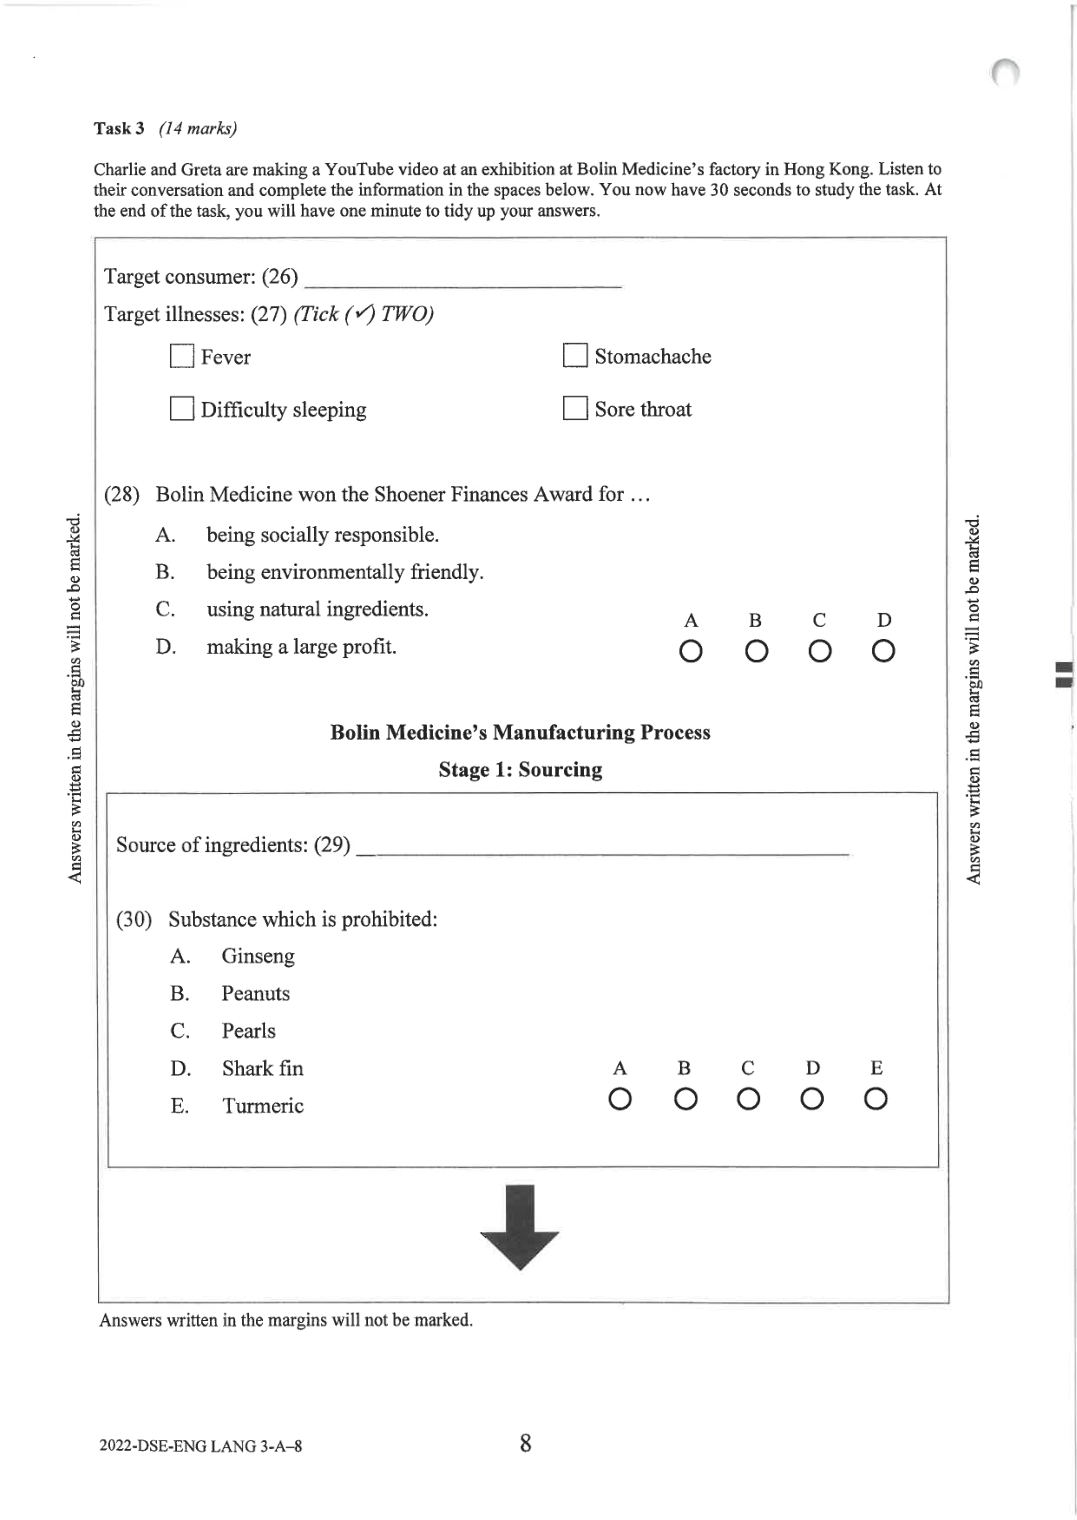 Task 3 (14 marks)
Charlie and Greta are making a YouTube video at an exhibition at Bolin Medicine's factory in Hong Kong. Listen to
their conversation and complete the information in the spaces below. You now have 30 seconds to study the task. At
the end of the task, you will have one minute to tidy up your answers.
Target consumer: (26)
Target illnesses: (27) (Tick (✓) TWO)
Fever
Stomachache
Difficulty sleeping
Sore throat
(28) Bolin Medicine won the Shoener Finances Award for …
A. being socially responsible.
B. being environmentally friendly.
C. using natural ingredients.
D. making a large profit.
A B C D
Bolin Medicine's Manufacturing Process
Stage 1: Sourcing
Source of ingredients: (29)
(30) Substance which is prohibited:
A. Ginseng
B. Peanuts
C. Pearls
D. Shark fin
E. Turmeric
A B C D E
Answers written in the margins will not be marked.
Answers written in the margins will not be marked.
Answers written in the margins will not be marked.
2022-DSE-ENG LANG 3-A–8
8